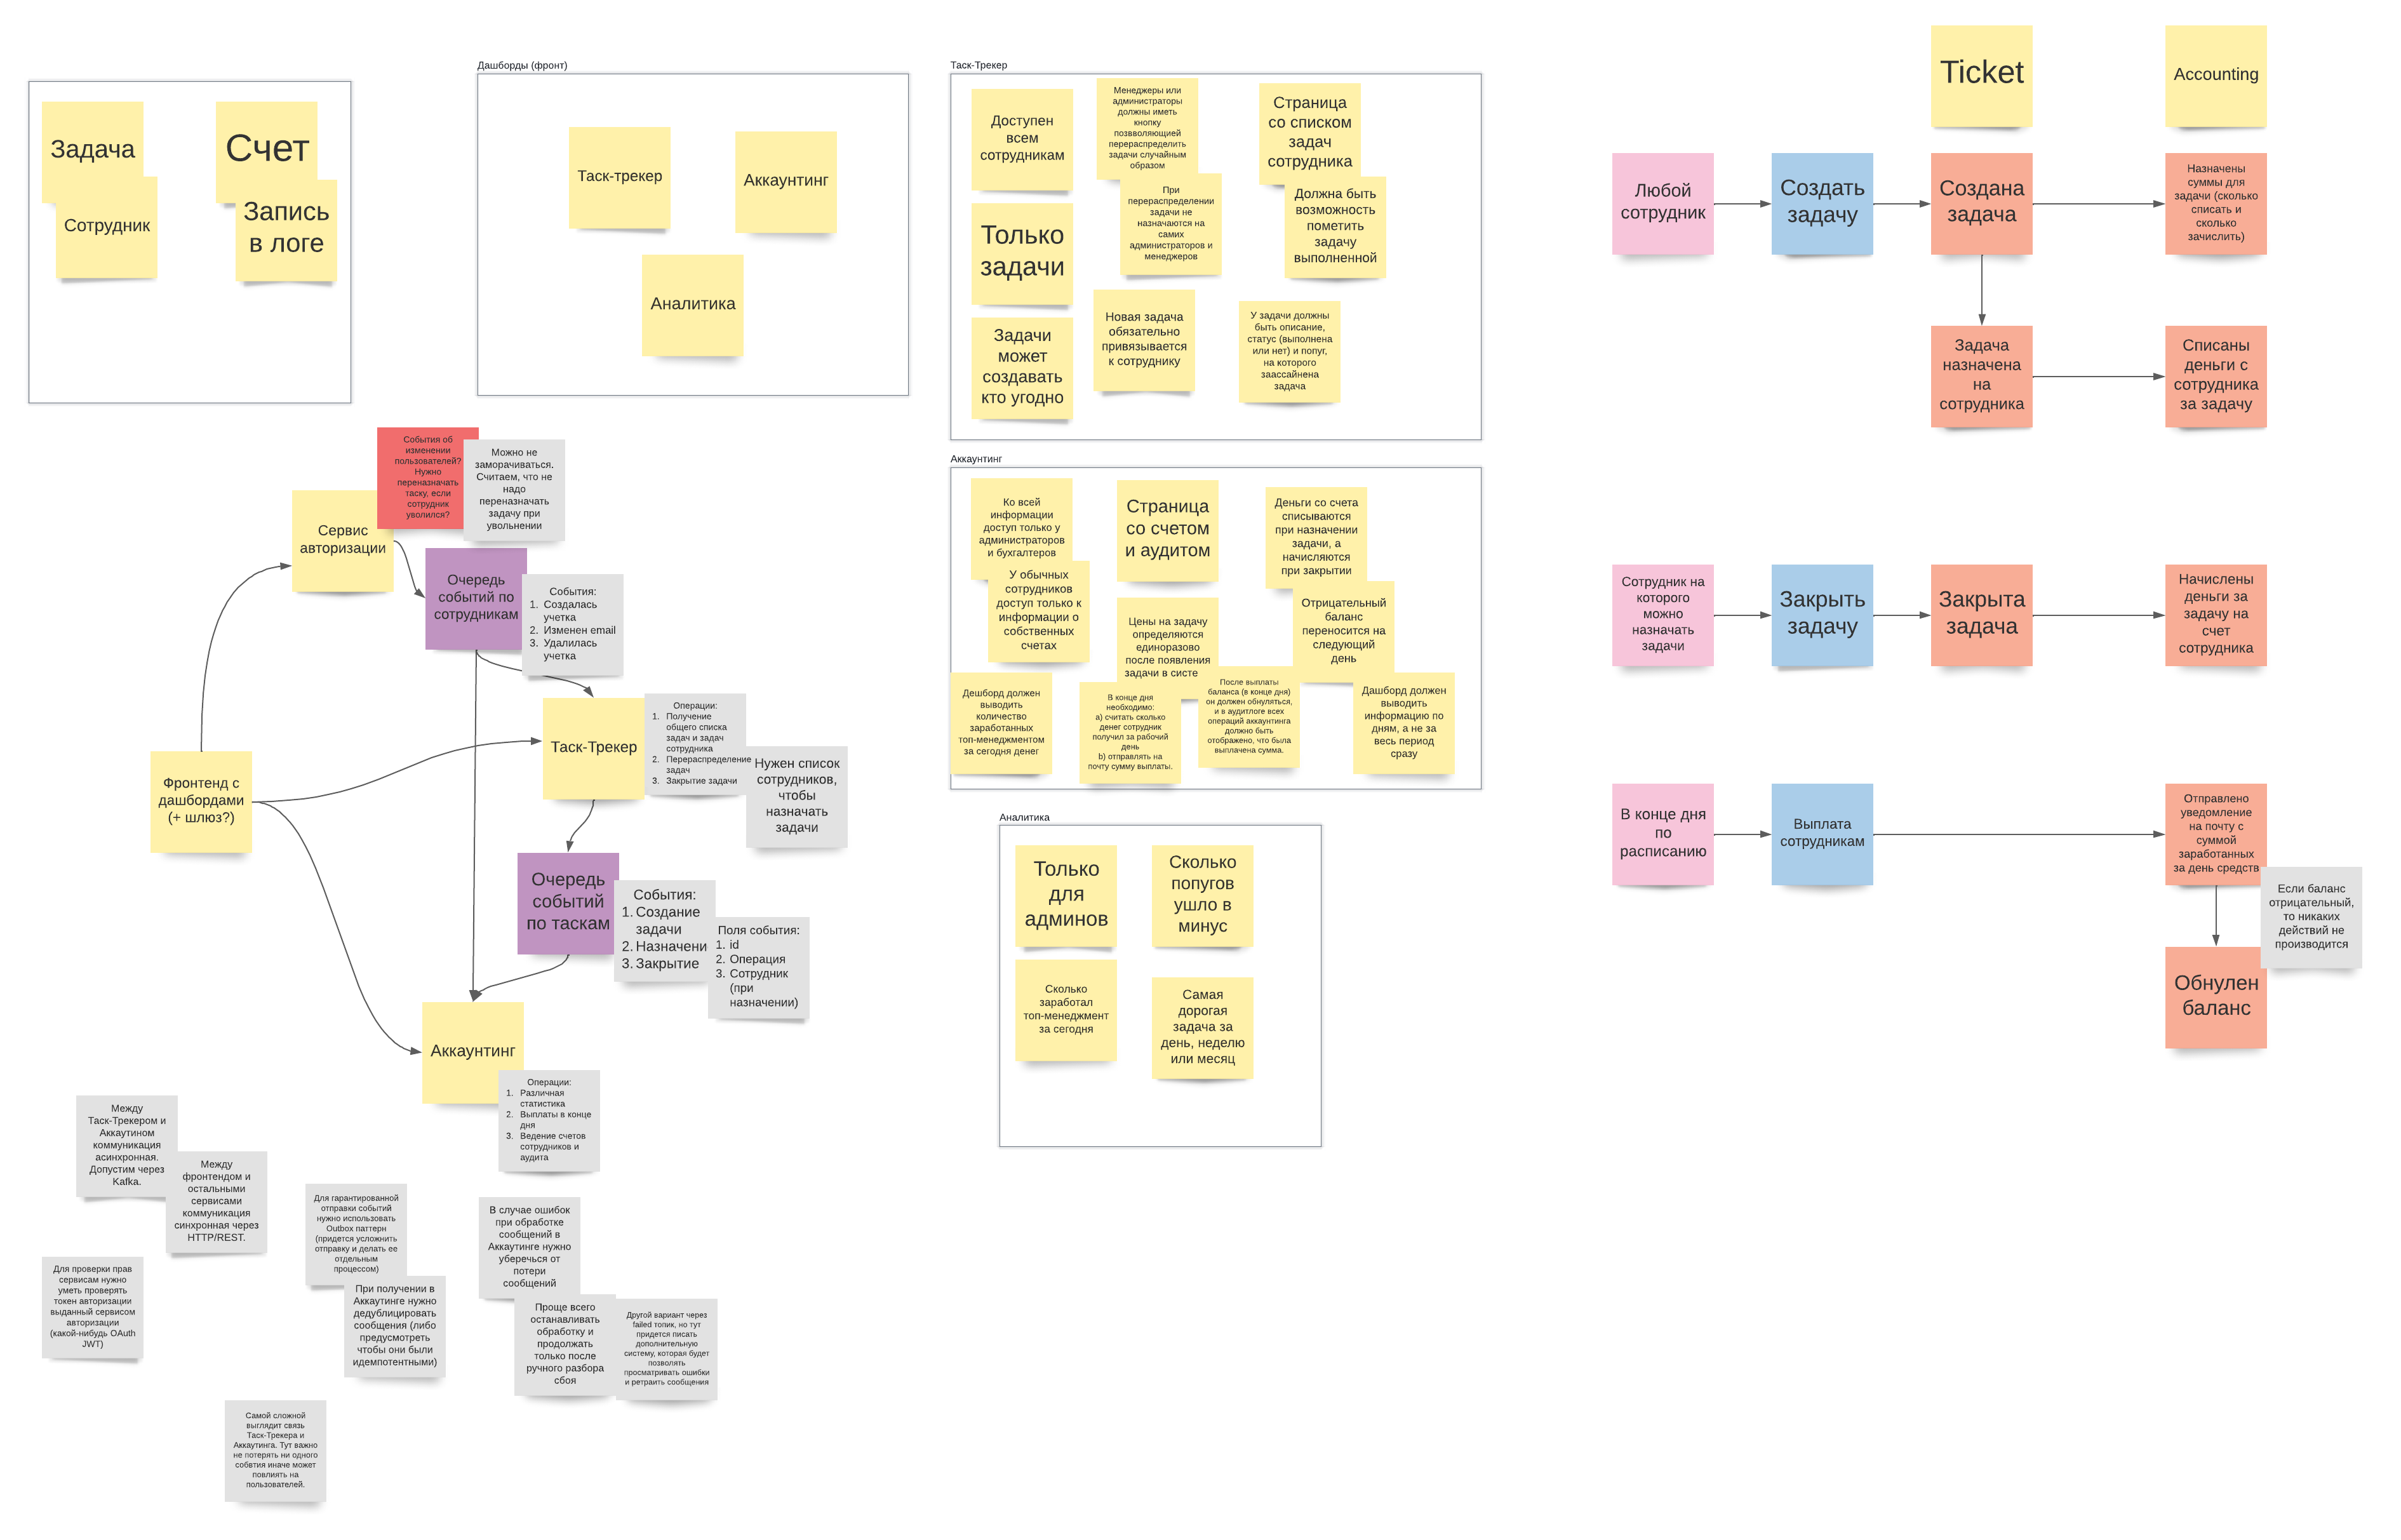 Задача
Сотрудник
Счет
Запись
в логе
Дашборды (фронт)
Таск-трекер
Аккаунтинг
Аналитика
Таск-Трекер
Доступен
всем
сотрудникам
Менеджеры или
администраторы
должны иметь
кнопку
позвволяющией
перераспределить
задачи случайным
образом
При
перераспределении
задачи не
назначаются на
самих
администраторов и
менеджеров
Страница
со списком
задач
сотрудника
Должна быть
возможность
пометить
задачу
выполненной
Только
задачи
Задачи
может
создавать
кто угодно
Новая задача
обязательно
привязывается
к сотруднику
У задачи должны
быть описание,
статус (выполнена
или нет) и попуг,
на которого
заассайнена
задача
Аккаунтинг
Ко всей
информации
доступ только у
администраторов
и бухгалтеров
У обычных
сотрудников
доступ только к
информации о
собственных
счетах
Страница
со счетом
и аудитом
Деньги со счета
списываются
при назначении
задачи, а
начисляются
при закрытии
Отрицательный
баланс
переносится на
следующий
день
Цены на задачу
определяются
единоразово
после появления
задачи в систе
Дешборд должен
выводить
количество
заработанных
топ-менеджментом
за сегодня денег
В конце дня
необходимо:
a) считать сколько
денег сотрудник
получил за рабочий
день
b) отправлять на
почту сумму выплаты.
После выплаты
баланса (в конце дня)
он должен обнуляться,
и в аудитлоге всех
операций аккаунтинга
должно быть
отображено, что была
выплачена сумма.
Дашборд должен
выводить
информацию по
дням, а не за
весь период
сразу
Аналитика
Только
для
админов
Сколько
попугов
ушло в
минус
Сколько
заработал
топ-менеджмент
за сегодня
Самая
дорогая
задача за
день, неделю
или месяц
События об
изменении
пользователей?
Нужно
переназначать
таску, если
сотрудник
уволился?
Можно не
заморачиваться.
Считаем, что не
надо
переназначать
задачу при
увольнении
Сервис
авторизации
Очередь
событий по
сотрудникам
События:
1. Создалась
учетка
2. Изменен email
3. Удалилась
учетка
Таск-Трекер
Операции:
1. Получение
общего списка
задач и задач
сотрудника
2. Перераспределение
задач
3. Закрытие задачи
Нужен список
сотрудников,
чтобы
назначать
задачи
Фронтенд с
дашбордами
(+ шлюз?)
Очередь
событий
по таскам
События:
1. Создание
задачи
2. Назначени
3. Закрытие
Поля события:
1. id
2. Операция
3. Сотрудник
(при
назначении)
Аккаунтинг
Операции:
1. Различная
статистика
2. Выплаты в конце
дня
3. Ведение счетов
сотрудников и
аудита
Между
Таск-Трекером и
Аккаутином
коммуникация
асинхронная.
Допустим через
Kafka.
Между
фронтендом и
остальными
сервисами
коммуникация
синхронная через
HTTP/REST.
Для проверки прав
сервисам нужно
уметь проверять
токен авторизации
выданный сервисом
авторизации
(какой-нибудь OAuth
JWT)
Для гарантированной
отправки событий
нужно использовать
Outbox паттерн
(придется усложнить
отправку и делать ее
отдельным
процессом)
При получении в
Аккаутинге нужно
дедублицировать
сообщения (либо
предусмотреть
чтобы они были
идемпотентными)
В случае ошибок
при обработке
сообщений в
Аккаутинге нужно
уберечься от
потери
сообщений
Проще всего
останавливать
обработку и
продолжать
только после
ручного разбора
сбоя
Другой вариант через
failed топик, но тут
придется писать
дополнительную
систему, которая будет
позволять
просматривать ошибки
и ретраить сообщения
Самой сложной
выглядит связь
Таск-Трекера и
Аккаутинга. Тут важно
не потерять ни одного
собвтия иначе может
повлиять на
пользователей.
Ticket
Accounting
Любой
сотрудник
Создать
задачу
Создана
задача
Назначены
суммы для
задачи (сколько
списать и
сколько
зачислить)
Задача
назначена
на
сотрудника
Списаны
деньги с
сотрудника
за задачу
Сотрудник на
которого
можно
назначать
задачи
Закрыть
задачу
Закрыта
задача
Начислены
деньги за
задачу на
счет
сотрудника
В конце дня
по
расписанию
Выплата
сотрудникам
Отправлено
уведомление
на почту с
суммой
заработанных
за день средств
Если баланс
отрицательный,
то никаких
действий не
производится
Обнулен
баланс